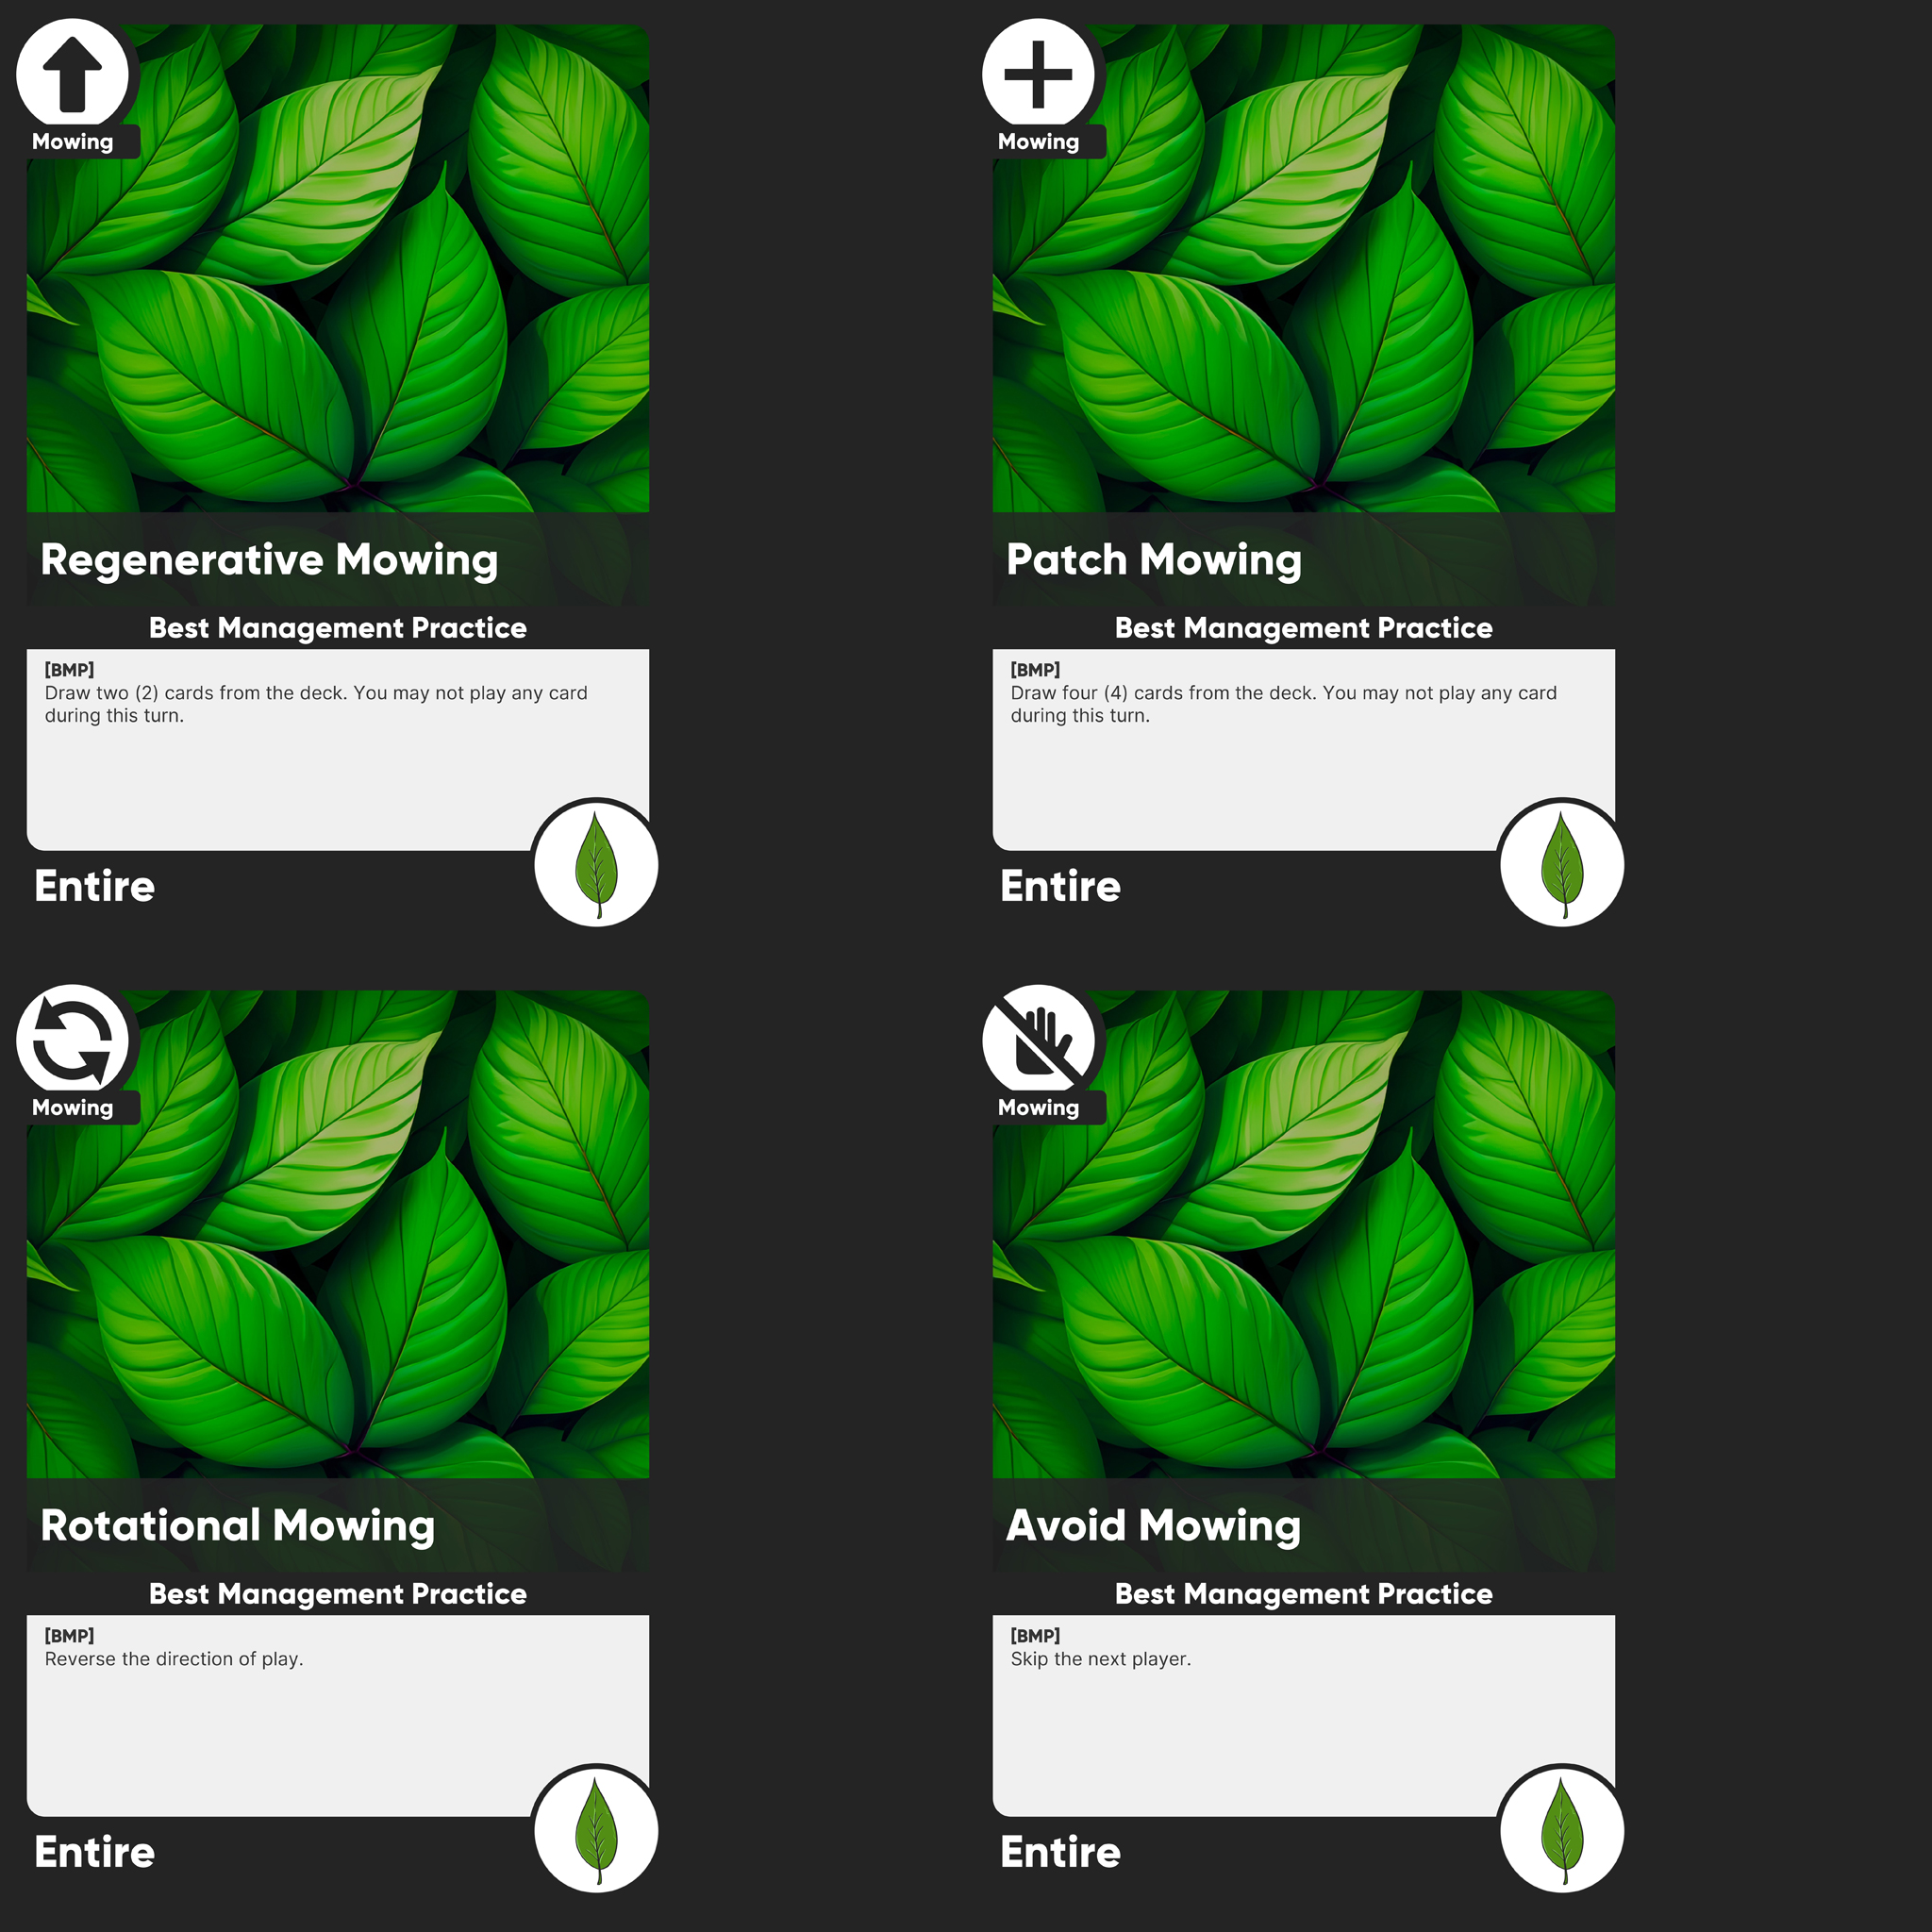 Mowing
Regenerative Mowing
Best Management Practice
[BMP]
Draw two (2) cards from the deck. You may not play any card
during this turn.
Entire
Mowing
Patch Mowing
Best Management Practice
[BMP]
Draw four (4) cards from the deck. You may not play any card
during this turn.
Entire
Mowing
Rotational Mowing
Best Management Practice
[BMP]
Reverse the direction of play.
Entire
Mowing
Avoid Mowing
Best Management Practice
[BMP]
Skip the next player.
Entire